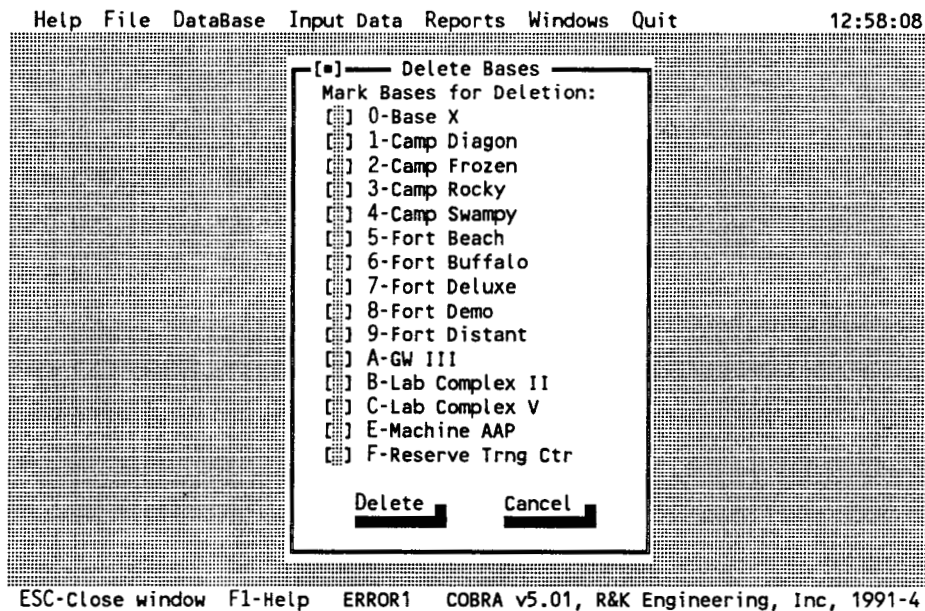 Help File DataBase Input Data Reports Windows Quit 12:58:08
[■] Delete Bases
Mark Bases for Deletion:
[ ] 0-Base X
[ ] 1-Camp Diagon
[ ] 2-Camp Frozen
[ ] 3-Camp Rocky
[ ] 4-Camp Swampy
[ ] 5-Fort Beach
[ ] 6-Fort Buffalo
[ ] 7-Fort Deluxe
[ ] 8-Fort Demo
[ ] 9-Fort Distant
[ ] A-GW III
[ ] B-Lab Complex II
[ ] C-Lab Complex V
[ ] E-Machine AAP
[ ] F-Reserve Trng Ctr
Delete Cancel
ESC-Close window F1-Help ERROR1 COBRA v5.01, R&K Engineering, Inc, 1991-4